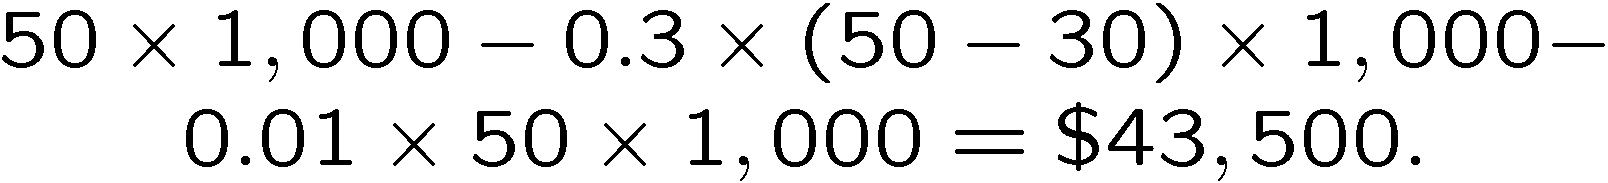 50 × 1,000 − 0.3 × (50 − 30) × 1,000−
0.01 × 50 × 1,000 = $43,500.